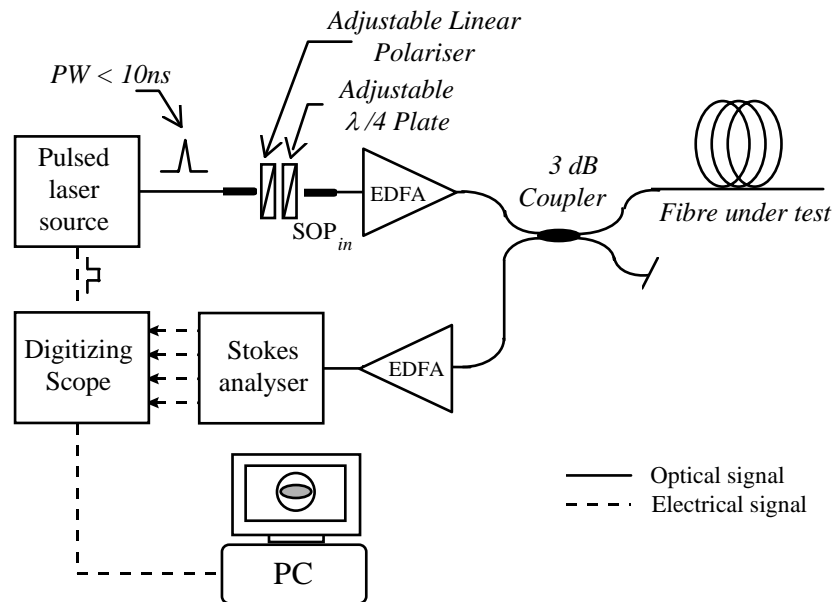 Adjustable Linear
Polariser
PW < 10ns
Adjustable
λ/4 Plate
Pulsed
laser
source
EDFA
3 dB
Coupler
SOPin
Fibre under test
Digitizing
Scope
Stokes
analyser
EDFA
Optical signal
Electrical signal
PC